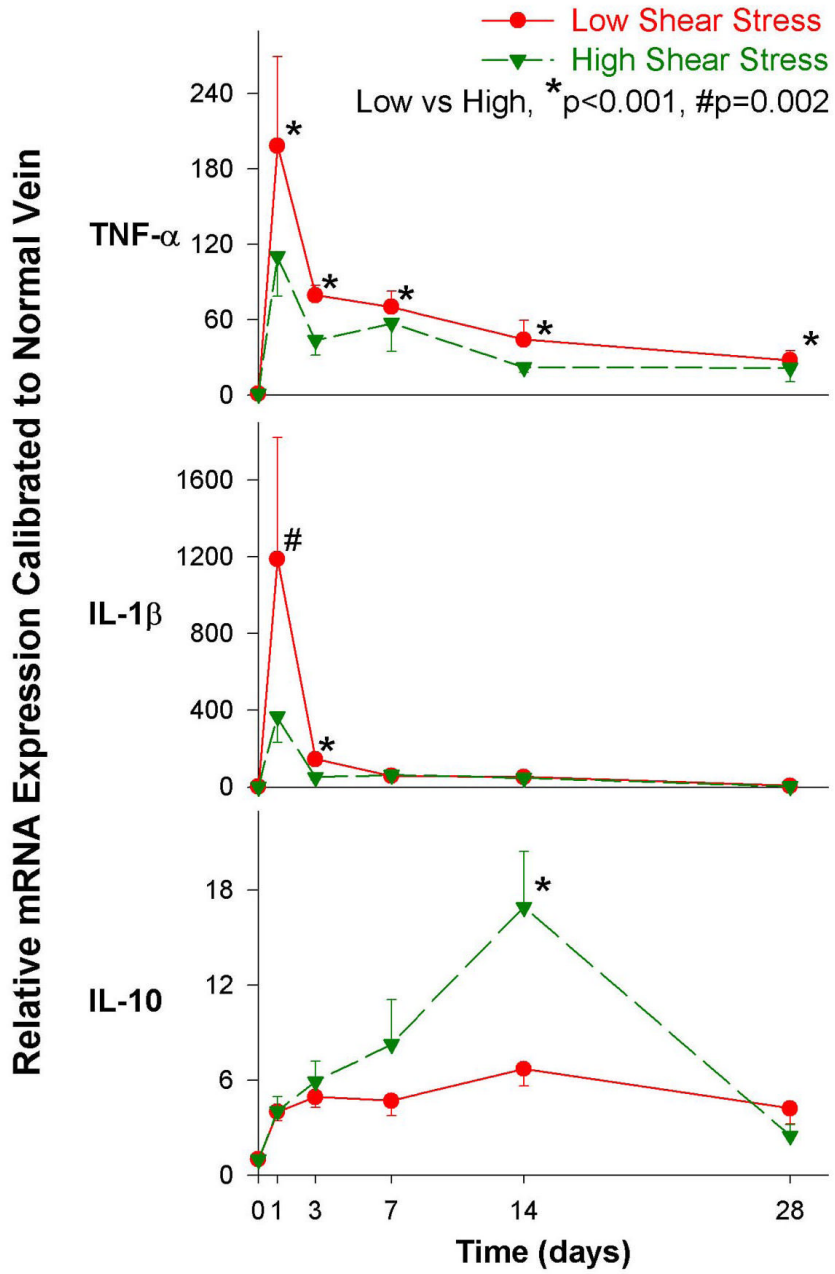 Low Shear Stress
High Shear Stress
Low vs High, *p<0.001, #p=0.002
Relative mRNA Expression Calibrated to Normal Vein
TNF-α
240
180
120
60
0
*
*
*
*
*
IL-1β
1600
1200
800
400
0
#
*
IL-10
18
12
6
0
*
0 1 3 7 14 28
Time (days)